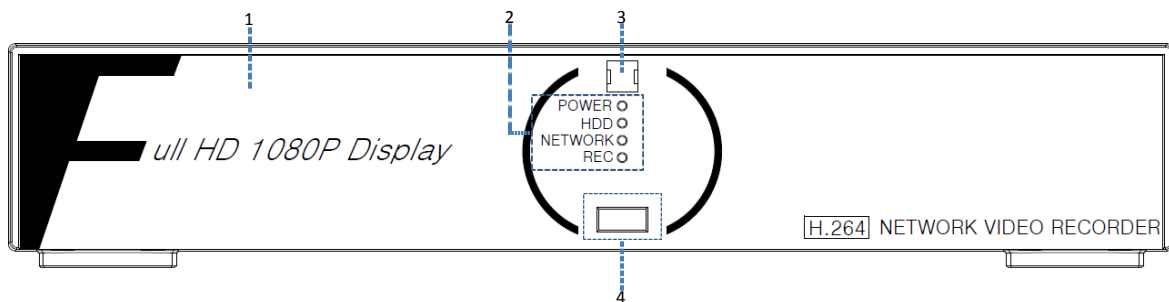 1
2
3
POWER
HDD
NETWORK
REC
Full HD 1080P Display
H.264 NETWORK VIDEO RECORDER
4